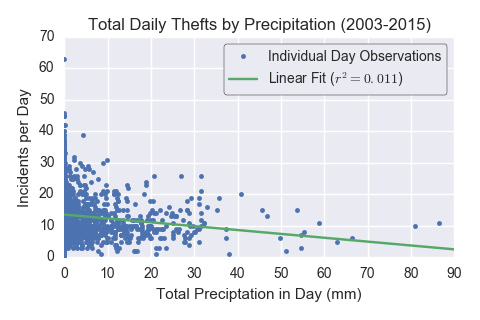 Total Daily Thefts by Precipitation (2003-2015)
70
60
50
40
30
20
10
0
Incidents per Day
Individual Day Observations
Linear Fit (r² = 0.011)
0 10 20 30 40 50 60 70 80 90
Total Preciptation in Day (mm)